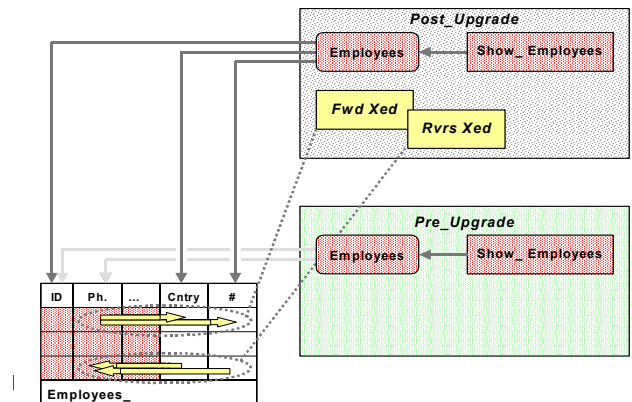 Post_Upgrade
Employees
Show_ Employees
Fwd Xed
Rvrs Xed
Pre_Upgrade
Employees
Show_ Employees
ID Ph. ... Cntry #
Employees_